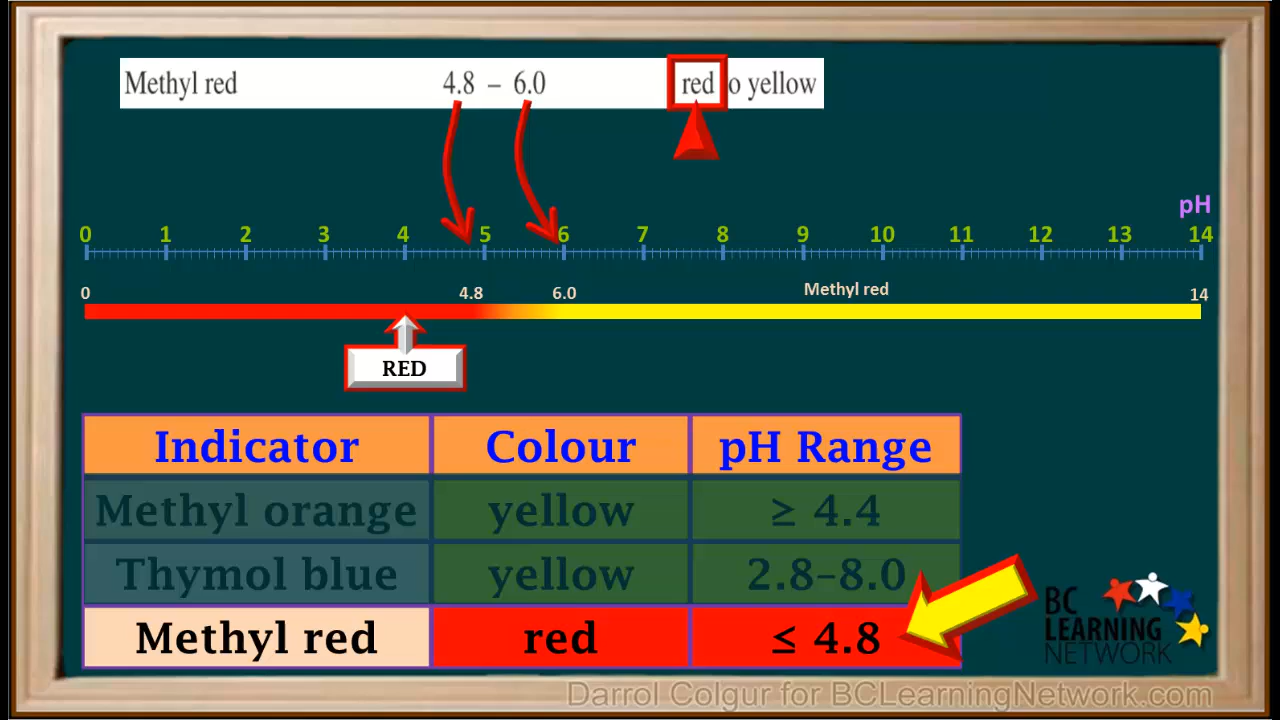 Methyl red 4.8 – 6.0 red o yellow
pH
0 1 2 3 4 5 6 7 8 9 10 11 12 13 14
0 4.8 6.0 Methyl red 14
RED
Indicator Colour pH Range
Methyl orange yellow ≥ 4.4
Thymol blue yellow 2.8–8.0
Methyl red red ≤ 4.8
BC
LEARNING
NETWORK
Darrol Colgur for BCLearningNetwork.com